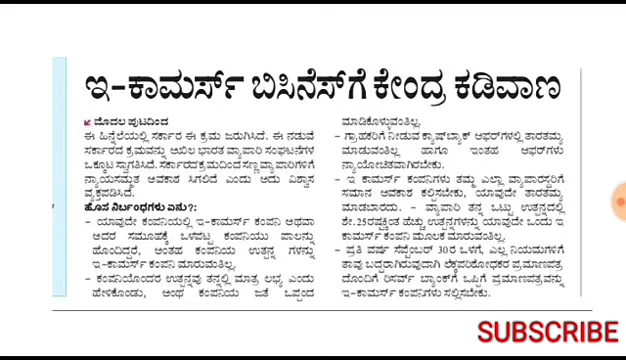 ಇ-ಕಾಮರ್ಸ್ ಬಿಸಿನೆಸ್‌ಗೆ ಕೇಂದ್ರ ಕಡಿವಾಣ
ಮೊದಲ ಪುಟದಿಂದ
ಈ ಹಿನ್ನೆಲೆಯಲ್ಲಿ ಸರ್ಕಾರ ಈ ಕ್ರಮ ಜರುಗಿಸಿದೆ. ಈ ನಡುವೆ
ಸರ್ಕಾರದ ಕ್ರಮವನ್ನು ಅಖಿಲ ಭಾರತ ವ್ಯಾಪಾರಿ ಸಂಘಟನೆಗಳ
ಒಕ್ಕೂಟ ಸ್ವಾಗತಿಸಿದೆ. ಸರ್ಕಾರದ ಕ್ರಮದಿಂದ ಸಣ್ಣ ವ್ಯಾಪಾರಿಗಳಿಗೆ
ನ್ಯಾಯಸಮ್ಮತ ಅವಕಾಶ ಸಿಗಲಿದೆ ಎಂದು ಅದು ವಿಶ್ವಾಸ
ವ್ಯಕ್ತಪಡಿಸಿದೆ.
ಹೊಸ ನಿರ್ಬಂಧಗಳು ಏನು?:
- ಯಾವುದೇ ಕಂಪನಿಯಲ್ಲಿ ಇ-ಕಾಮರ್ಸ್ ಕಂಪನಿ ಅಥವಾ
ಅದರ ಸಮೂಹಕ್ಕೆ ಒಳಪಟ್ಟ ಕಂಪನಿಯು ಪಾಲನ್ನು
ಹೊಂದಿದ್ದರೆ, ಅಂತಹ ಕಂಪನಿಯ ಉತ್ಪನ್ನ ಗಳನ್ನು
ಇ-ಕಾಮರ್ಸ್ ಕಂಪನಿ ಮಾರುವಂತಿಲ್ಲ.
- ಕಂಪನಿಯೊಂದರ ಉತ್ಪನ್ನವು ತನ್ನಲ್ಲಿ ಮಾತ್ರ ಲಭ್ಯ ಎಂದು
ಹೇಳಿಕೊಂಡು, ಅಂಥ ಕಂಪನಿಯ ಜತೆ ಒಪ್ಪಂದ
ಮಾಡಿಕೊಳ್ಳುವಂತಿಲ್ಲ.
- ಗ್ರಾಹಕರಿಗೆ ನೀಡುವ ಕ್ಯಾಷ್‌ಬ್ಯಾಕ್ ಆಫರ್‌ಗಳಲ್ಲಿ ತಾರತಮ್ಯ
ಮಾಡುವಂತಿಲ್ಲ ಹಾಗೂ ಇಂತಹ ಆಫರ್‌ಗಳು
ನ್ಯಾಯೋಚಿತವಾಗಿರಬೇಕು.
- ಇ ಕಾಮರ್ಸ್ ಕಂಪನಿಗಳು ತಮ್ಮ ಎಲ್ಲಾ ವ್ಯಾಪಾರಸ್ಥರಿಗೆ
ಸಮಾನ ಅವಕಾಶ ಕಲ್ಪಿಸಬೇಕು, ಯಾವುದೇ ತಾರತಮ್ಯ
ಮಾಡಬಾರದು. - ವ್ಯಾಪಾರಿ ತನ್ನ ಒಟ್ಟು ಉತ್ಪನ್ನದಲ್ಲಿ
ಶೇ.25ರಷ್ಟಕ್ಕಿಂತ ಹೆಚ್ಚು ಉತ್ಪನ್ನಗಳನ್ನು ಯಾವುದೇ ಒಂದು ಇ
ಕಾಮರ್ಸ್ ಕಂಪನಿ ಮೂಲಕ ಮಾರುವಂತಿಲ್ಲ.
- ಪ್ರತಿ ವರ್ಷ ಸೆಪ್ಟೆಂಬರ್ 30ರ ಒಳಗೆ, ಎಲ್ಲ ನಿಯಮಗಳಿಗೆ
ತಾವು ಬದ್ಧರಾಗಿರುವುದಾಗಿ ಲೆಕ್ಕಪರಿಶೋಧಕರ ಪ್ರಮಾಣಪತ್ರ
ದೊಂದಿಗೆ ರಿಸರ್ವ್ ಬ್ಯಾಂಕ್‌ಗೆ ಒಪ್ಪಿಗೆ ಪ್ರಮಾಣಪತ್ರವನ್ನು
ಇ-ಕಾಮರ್ಸ್ ಕಂಪನಿಗಳು ಸಲ್ಲಿಸಬೇಕು.
SUBSCRIBE